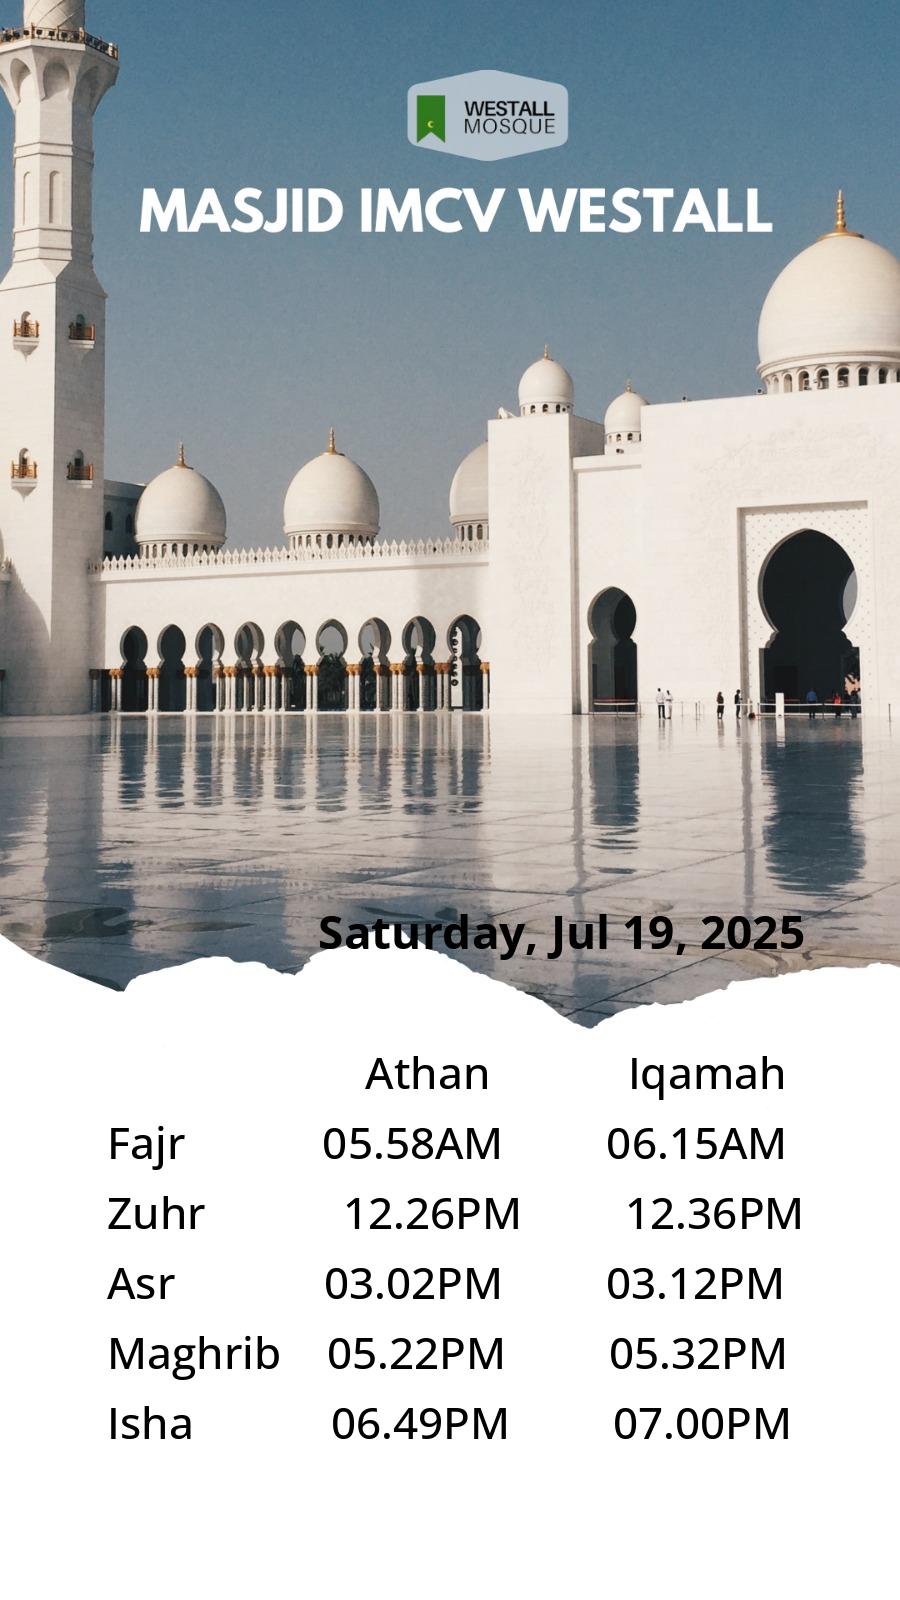 WESTALL
MOSQUE
MASJID IMCV WESTALL
Saturday, Jul 19, 2025
Athan Iqamah
Fajr 05.58AM 06.15AM
Zuhr 12.26PM 12.36PM
Asr 03.02PM 03.12PM
Maghrib 05.22PM 05.32PM
Isha 06.49PM 07.00PM